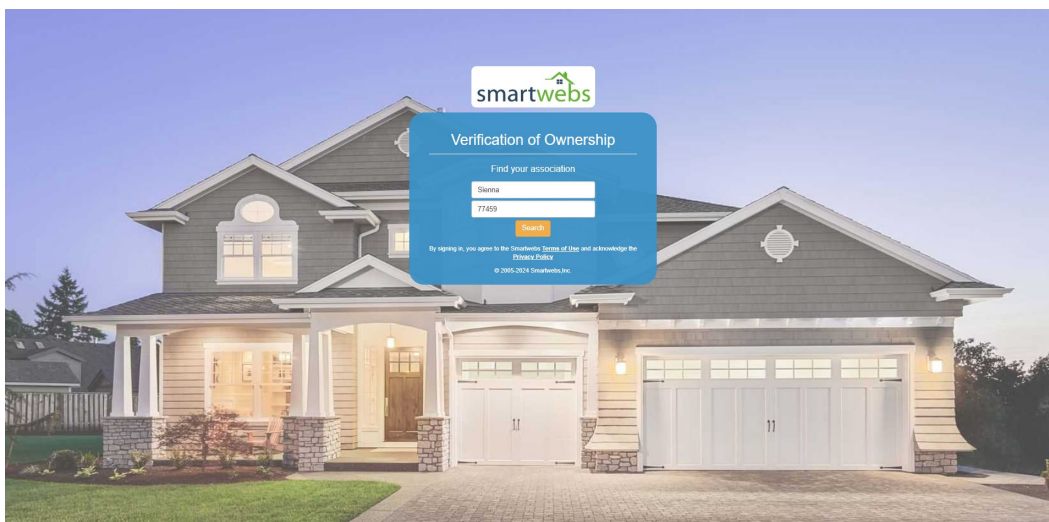 smartwebs
Verification of Ownership
Find your association
Sienna
77459
Search
By signing in, you agree to the Smartwebs Terms of Use and acknowledge the
Privacy Policy
© 2005-2024 Smartwebs,Inc.